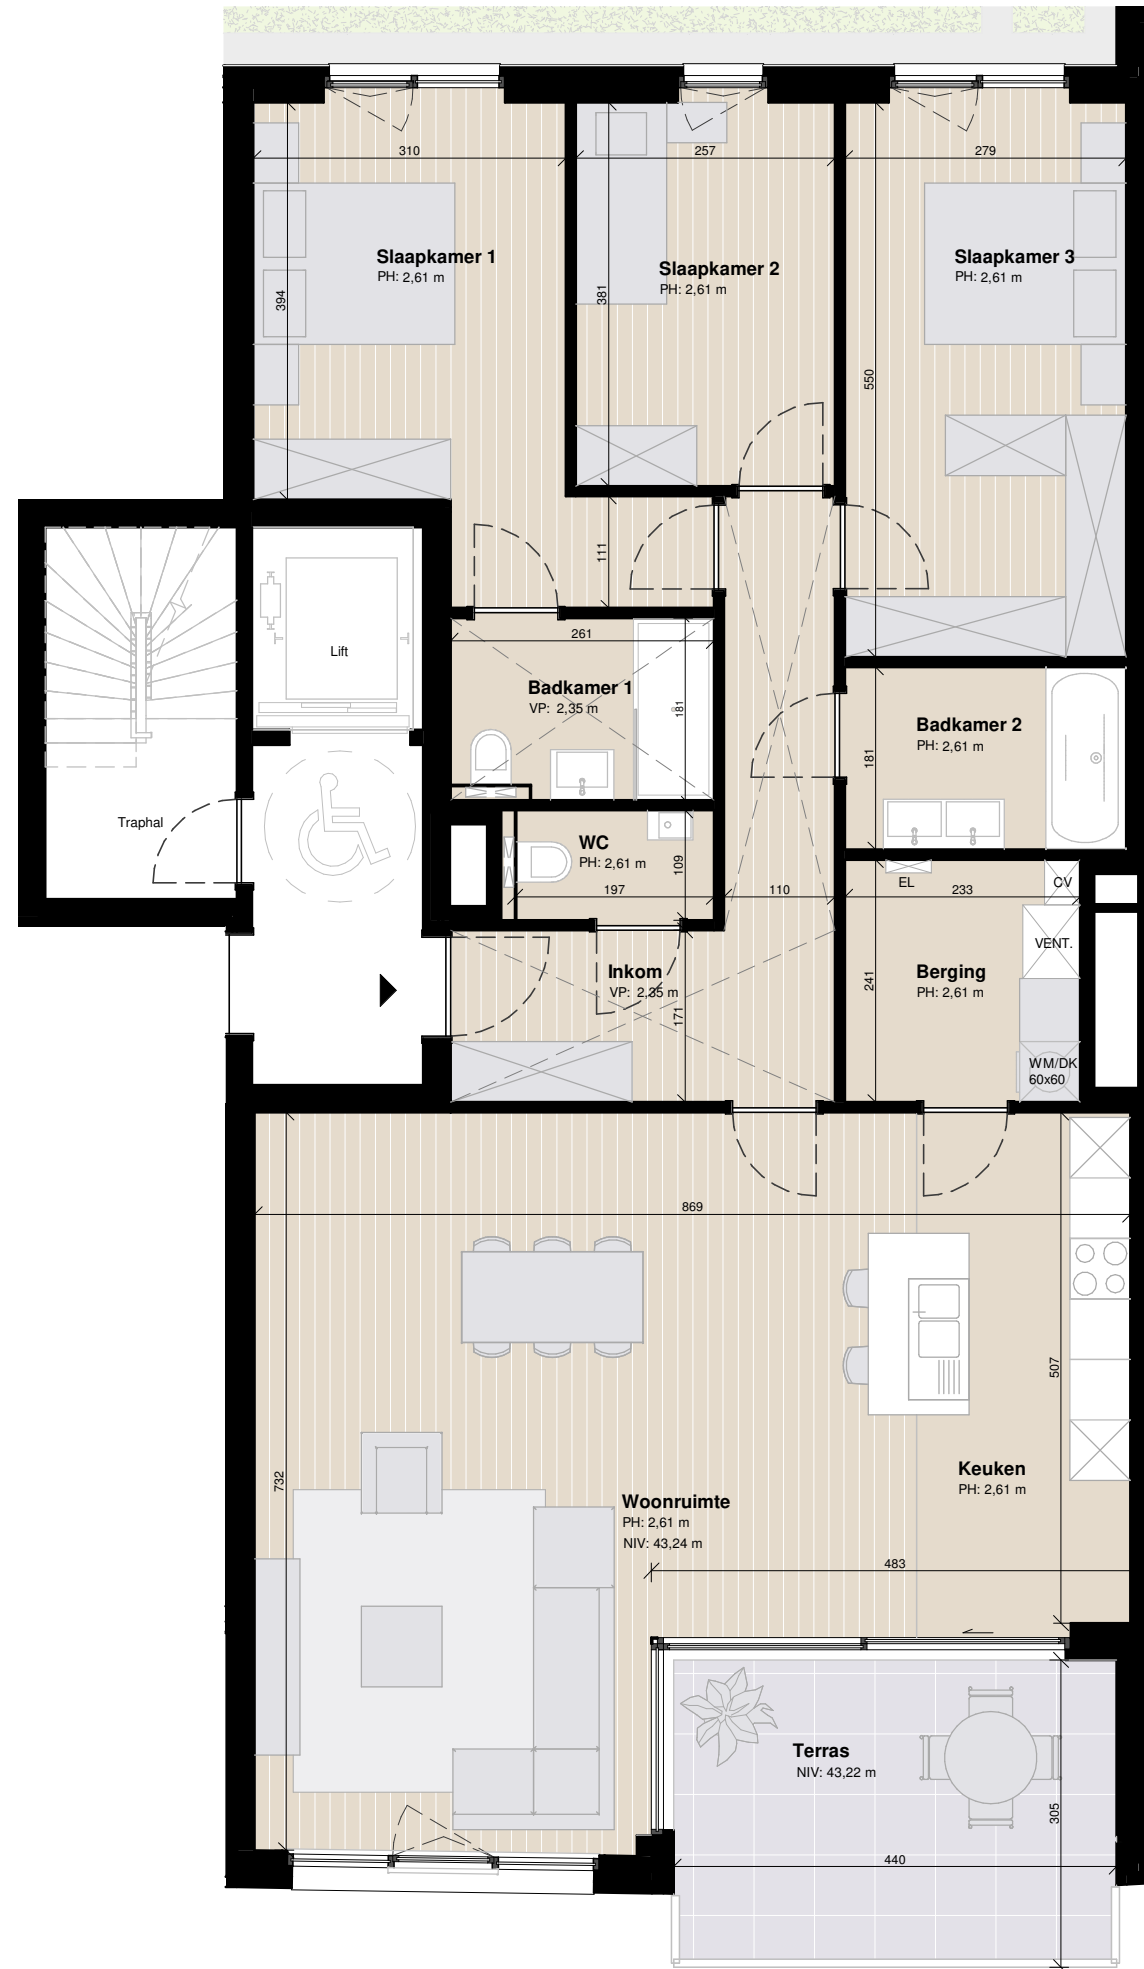 310
257
279
Slaapkamer 1
PH: 2,61 m
Slaapkamer 2
PH: 2,61 m
Slaapkamer 3
PH: 2,61 m
394
381
550
111
Lift
261
Badkamer 1
VP: 2,35 m
181
Badkamer 2
PH: 2,61 m
181
Traphal
WC
PH: 2,61 m
109
197
110
EL
233
CV
VENT.
Inkom
VP: 2,35 m
171
Berging
PH: 2,61 m
241
WM/DK
60x60
869
507
732
Keuken
PH: 2,61 m
Woonruimte
PH: 2,61 m
NIV: 43,24 m
483
Terras
NIV: 43,22 m
305
440